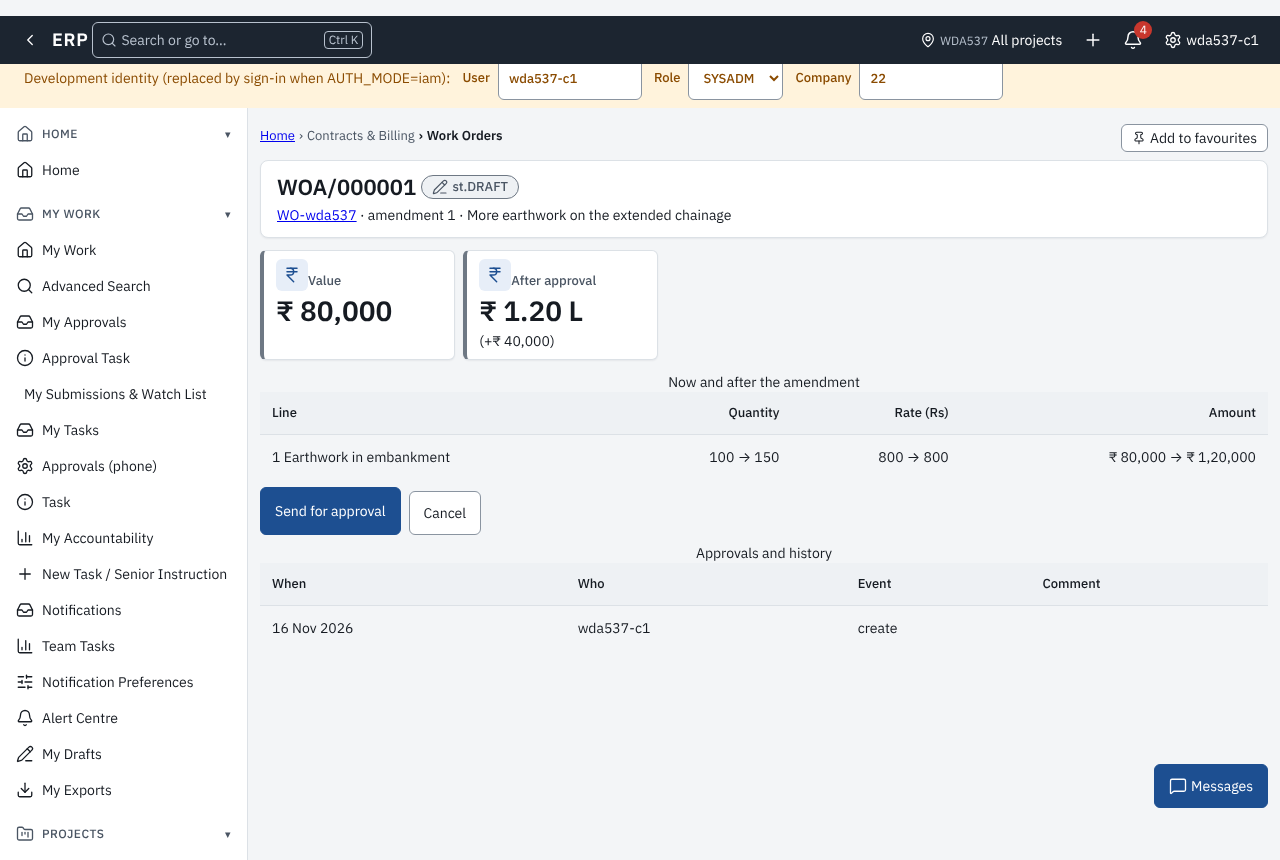 ERP
Search or go to...
Ctrl K
WDA537 All projects
4
wda537-c1
Development identity (replaced by sign-in when AUTH_MODE=iam): User wda537-c1 Role SYSADM Company 22
HOME
Home
MY WORK
My Work
Advanced Search
My Approvals
Approval Task
My Submissions & Watch List
My Tasks
Approvals (phone)
Task
My Accountability
New Task / Senior Instruction
Notifications
Team Tasks
Notification Preferences
Alert Centre
My Drafts
My Exports
PROJECTS
Home › Contracts & Billing › Work Orders
Add to favourites
WOA/000001 st.DRAFT
WO-wda537 · amendment 1 · More earthwork on the extended chainage
₹ Value
₹ 80,000
₹ After approval
₹ 1.20 L
(+₹ 40,000)
Now and after the amendment
Line Quantity Rate (Rs) Amount
1 Earthwork in embankment 100 → 150 800 → 800 ₹ 80,000 → ₹ 1,20,000
Send for approval
Cancel
Approvals and history
When Who Event Comment
16 Nov 2026 wda537-c1 create
Messages